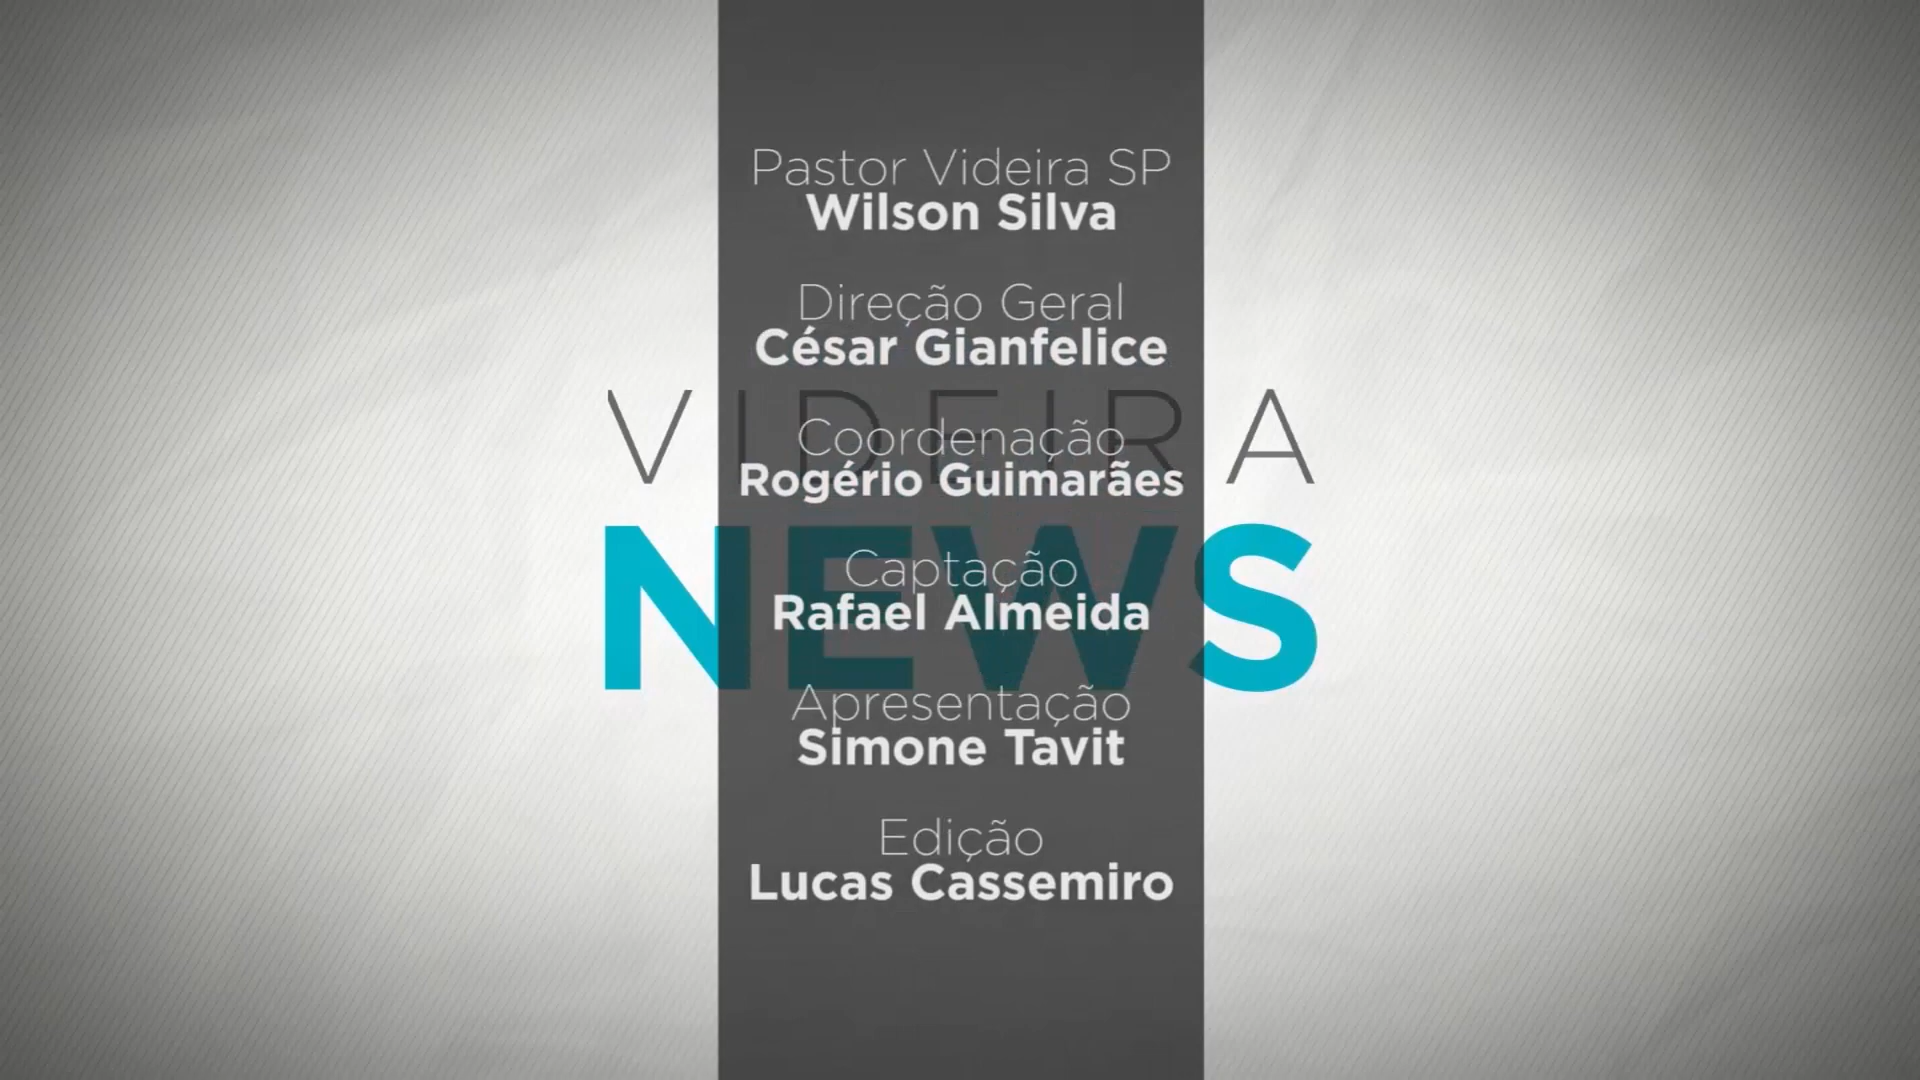 Pastor Videira SP
Wilson Silva
Direção Geral
César Gianfelice
VIDEIRA
Coordenação
Rogério Guimarães
NEWS
Captação
Rafael Almeida
Apresentação
Simone Tavit
Edição
Lucas Cassemiro